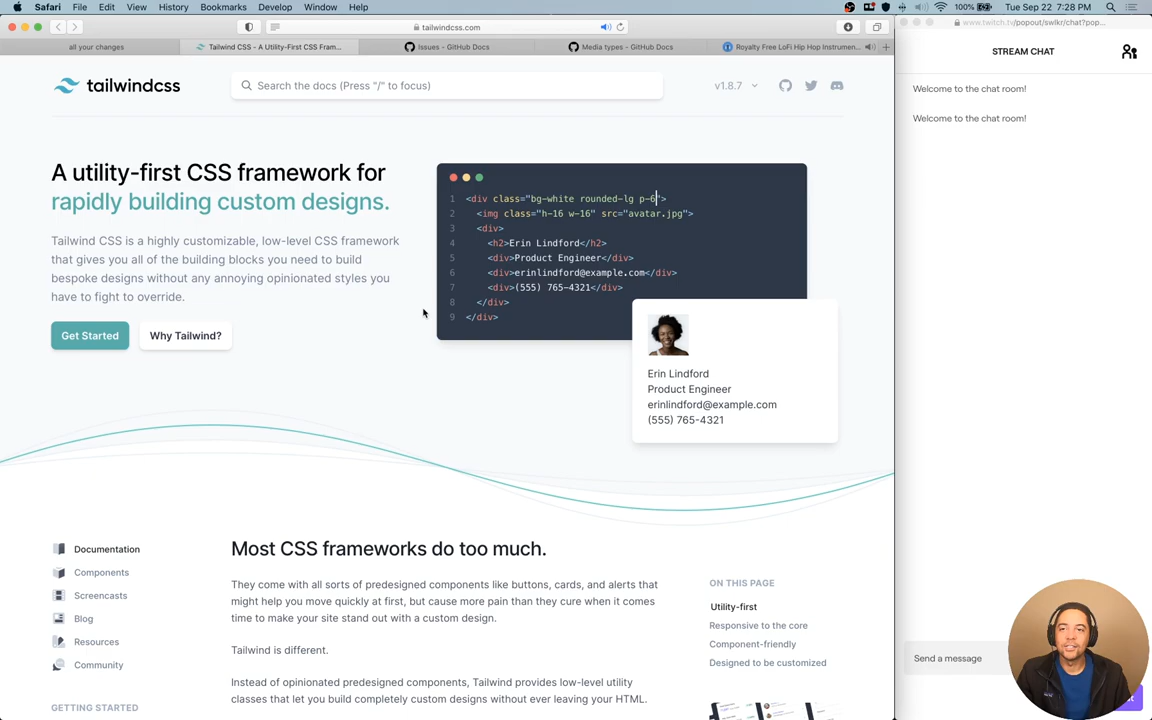 Safari File Edit View History Bookmarks Develop Window Help 100% Tue Sep 22 7:28 PM
tailwindcss.com
www.twitch.tv/popout/swlkr/chat?pop...
all your changes
Tailwind CSS - A Utility-First CSS Fram...
Issues - GitHub Docs
Media types - GitHub Docs
Royalty Free LoFi Hip Hop Instrumen...
STREAM CHAT
Welcome to the chat room!
Welcome to the chat room!
tailwindcss
Search the docs (Press "/" to focus)
v1.8.7
A utility-first CSS framework for
rapidly building custom designs.
Tailwind CSS is a highly customizable, low-level CSS framework
that gives you all of the building blocks you need to build
bespoke designs without any annoying opinionated styles you
have to fight to override.
Get Started
Why Tailwind?
1 <div class="bg-white rounded-lg p-6">
2 <img class="h-16 w-16" src="avatar.jpg">
3 <div>
4 <h2>Erin Lindford</h2>
5 <div>Product Engineer</div>
6 <div>erinlindford@example.com</div>
7 <div>(555) 765-4321</div>
8 </div>
9 </div>
Erin Lindford
Product Engineer
erinlindford@example.com
(555) 765-4321
Documentation
Components
Screencasts
Blog
Resources
Community
GETTING STARTED
Most CSS frameworks do too much.
They come with all sorts of predesigned components like buttons, cards, and alerts that
might help you move quickly at first, but cause more pain than they cure when it comes
time to make your site stand out with a custom design.
Tailwind is different.
Instead of opinionated predesigned components, Tailwind provides low-level utility
classes that let you build completely custom designs without ever leaving your HTML.
ON THIS PAGE
Utility-first
Responsive to the core
Component-friendly
Designed to be customized
Send a message